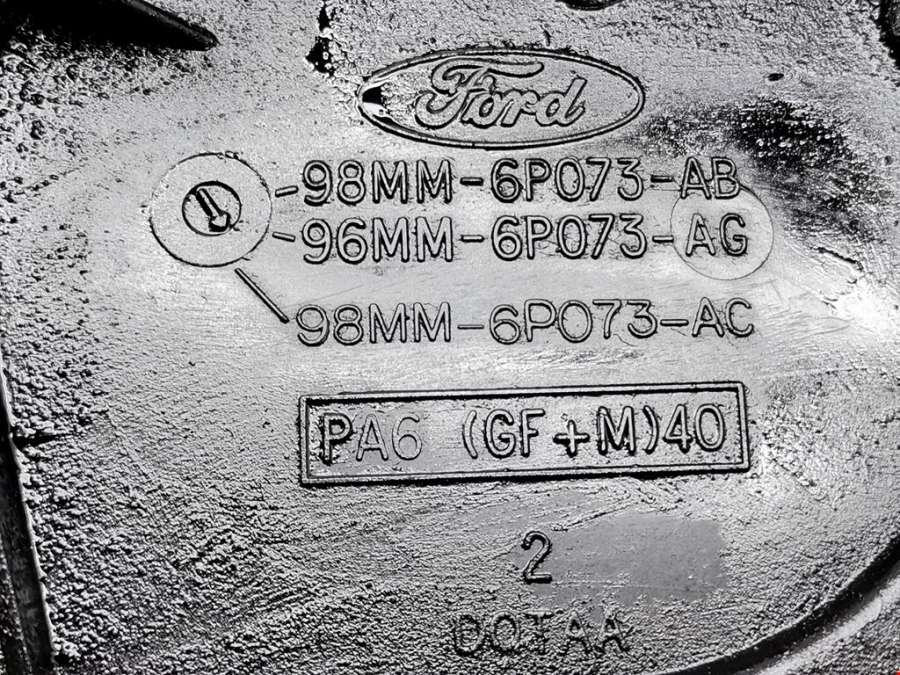 Ford
98MM-6P073-AB
96MM-6P073-AG
98MM-6P073-AC
PA6 (GF+M)40
2